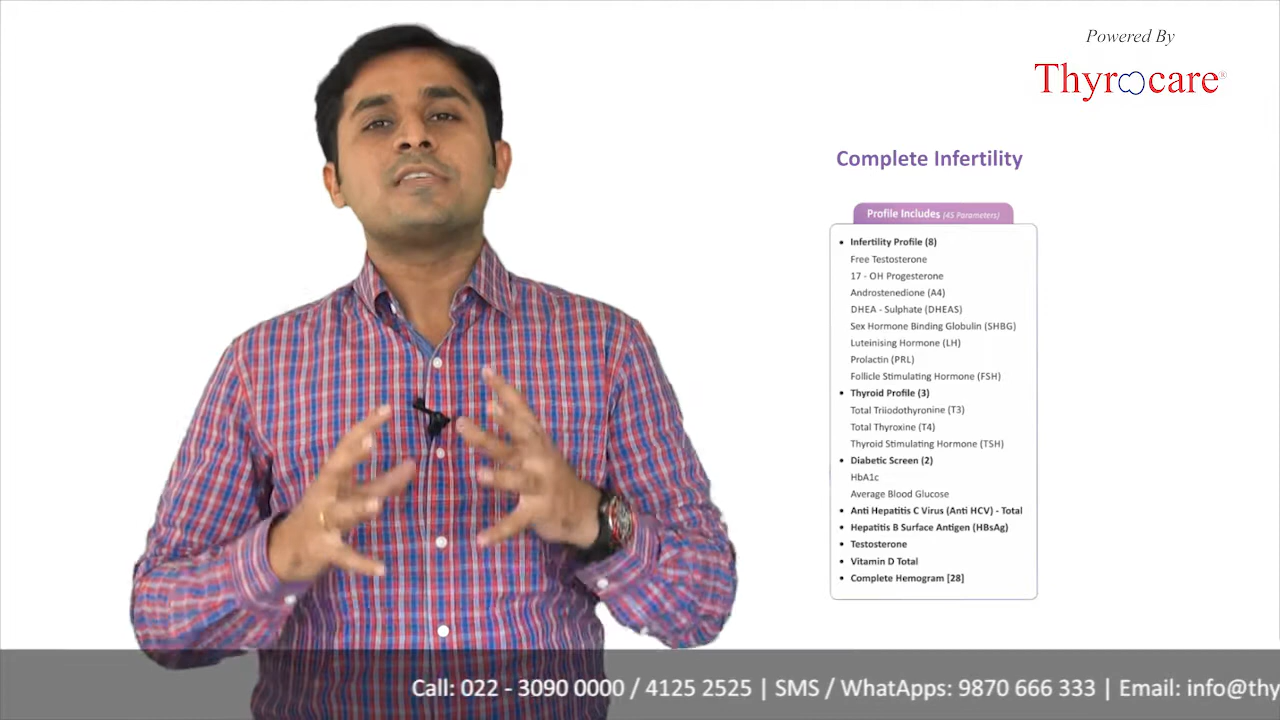 Powered By
Thyrocare®
Complete Infertility
Profile Includes (45 Parameters)
• Infertility Profile (8)
Free Testosterone
17 - OH Progesterone
Androstenedione (A4)
DHEA - Sulphate (DHEAS)
Sex Hormone Binding Globulin (SHBG)
Luteinising Hormone (LH)
Prolactin (PRL)
Follicle Stimulating Hormone (FSH)
• Thyroid Profile (3)
Total Triiodothyronine (T3)
Total Thyroxine (T4)
Thyroid Stimulating Hormone (TSH)
• Diabetic Screen (2)
HbA1c
Average Blood Glucose
• Anti Hepatitis C Virus (Anti HCV) - Total
• Hepatitis B Surface Antigen (HBsAg)
• Testosterone
• Vitamin D Total
• Complete Hemogram [28]
Call: 022 - 3090 0000 / 4125 2525 | SMS / WhatApps: 9870 666 333 | Email: info@thy